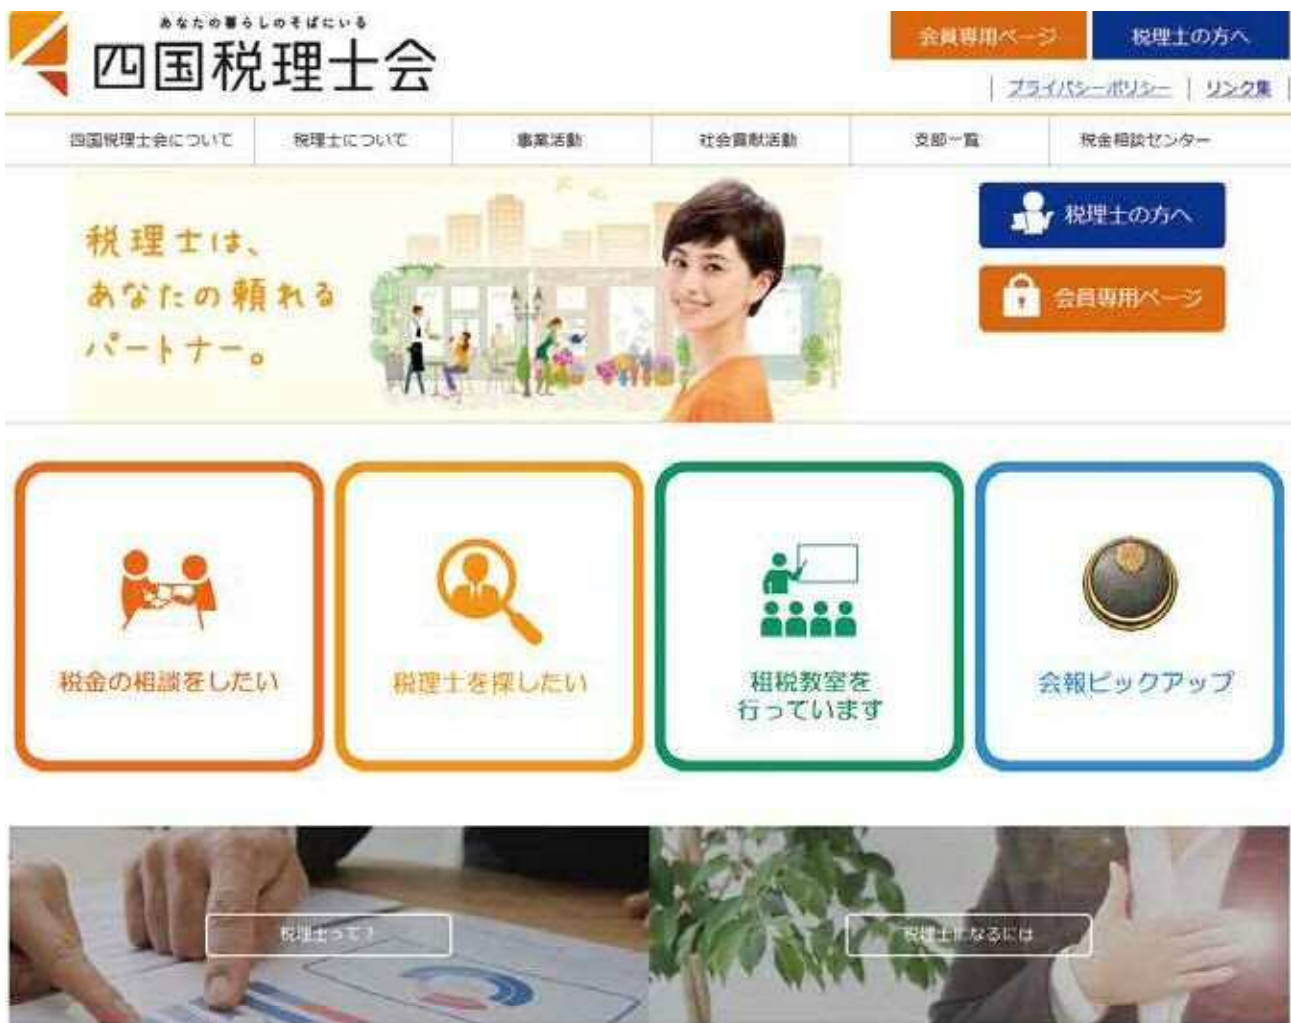 あなたの暮らしのそばにいる
四国税理士会
会員専用ページ
税理士の方へ
プライバシーポリシー
リンク集
四国税理士会について
税理士について
事業活動
社会貢献活動
支部一覧
税金相談センター
税理士は、
あなたの頼れる
パートナー。
税理士の方へ
会員専用ページ
税金の相談をしたい
税理士を探したい
租税教室を
行っています
会報ピックアップ
税理士って?
税理士になるには